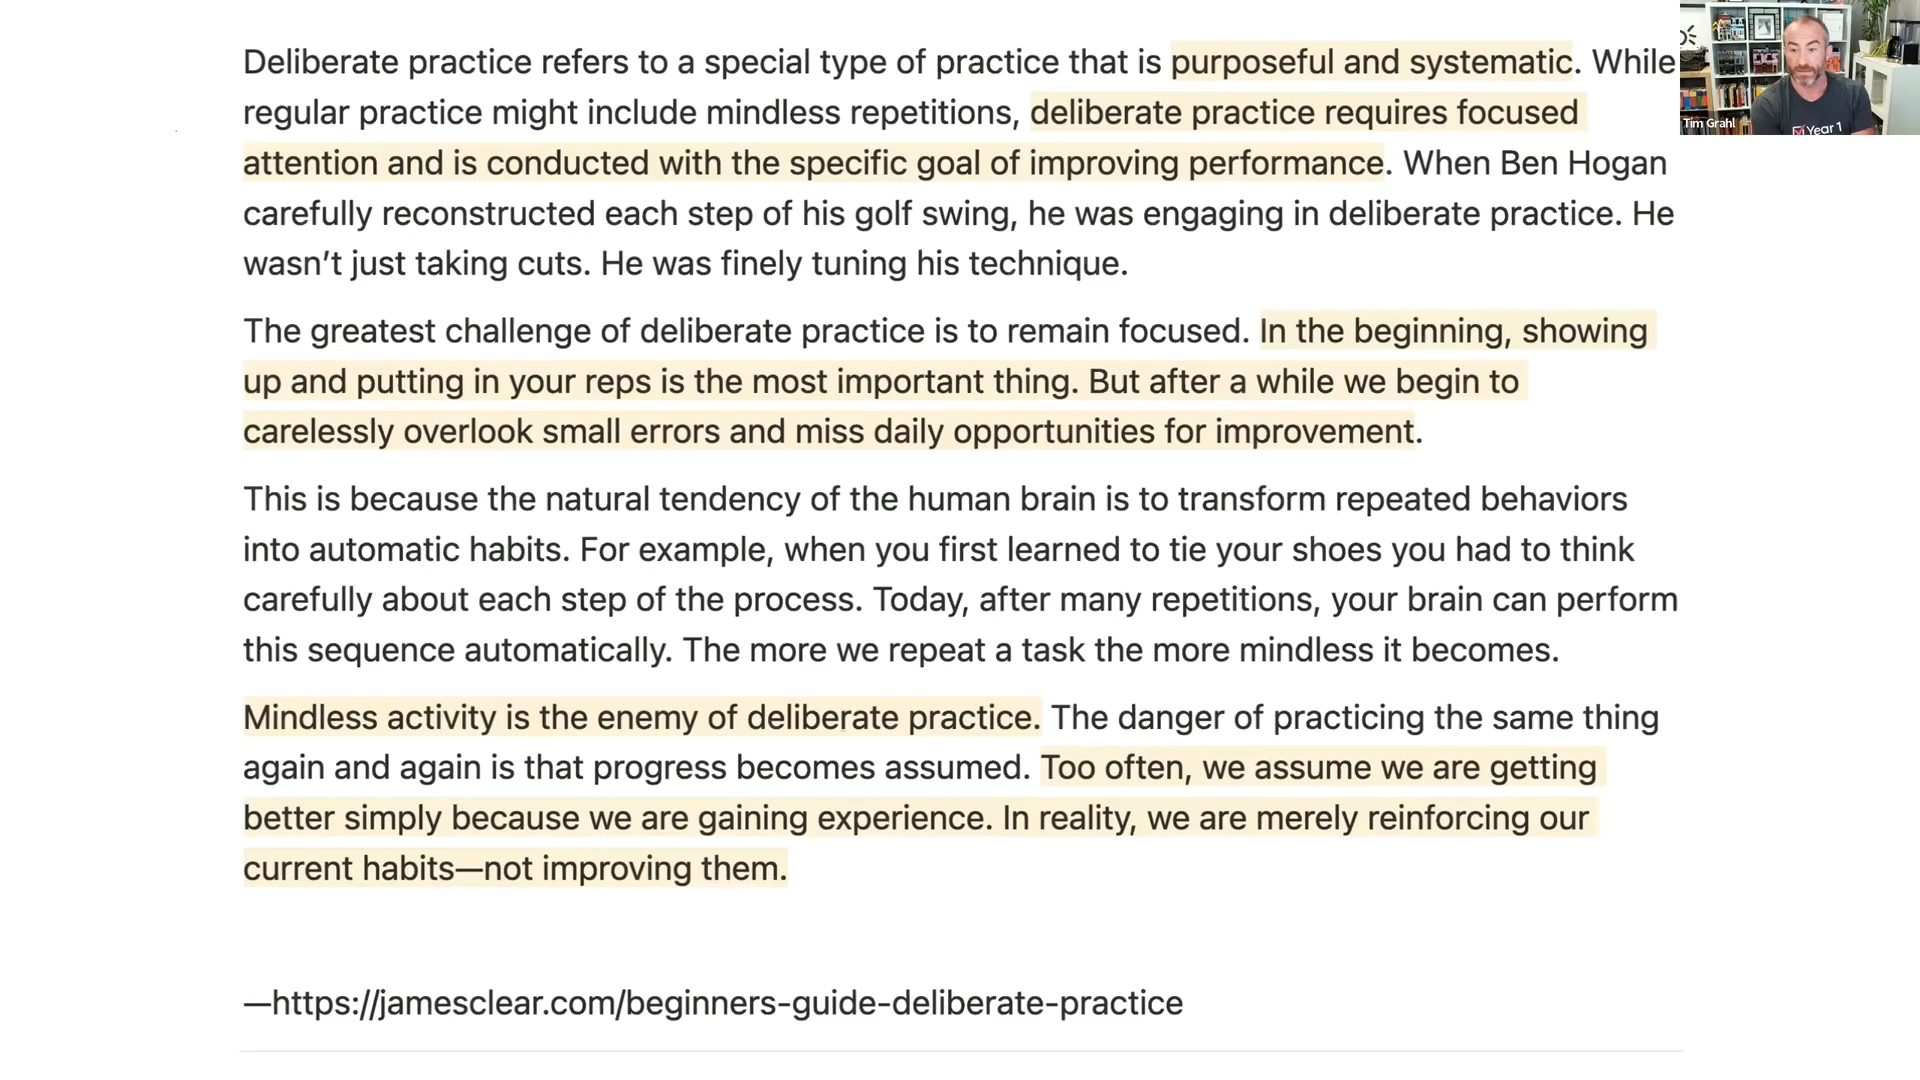 Deliberate practice refers to a special type of practice that is purposeful and systematic. While
regular practice might include mindless repetitions, deliberate practice requires focused
attention and is conducted with the specific goal of improving performance. When Ben Hogan
carefully reconstructed each step of his golf swing, he was engaging in deliberate practice. He
wasn’t just taking cuts. He was finely tuning his technique.
The greatest challenge of deliberate practice is to remain focused. In the beginning, showing
up and putting in your reps is the most important thing. But after a while we begin to
carelessly overlook small errors and miss daily opportunities for improvement.
This is because the natural tendency of the human brain is to transform repeated behaviors
into automatic habits. For example, when you first learned to tie your shoes you had to think
carefully about each step of the process. Today, after many repetitions, your brain can perform
this sequence automatically. The more we repeat a task the more mindless it becomes.
Mindless activity is the enemy of deliberate practice. The danger of practicing the same thing
again and again is that progress becomes assumed. Too often, we assume we are getting
better simply because we are gaining experience. In reality, we are merely reinforcing our
current habits—not improving them.
—https://jamesclear.com/beginners-guide-deliberate-practice
Tim Grahl
Year 1